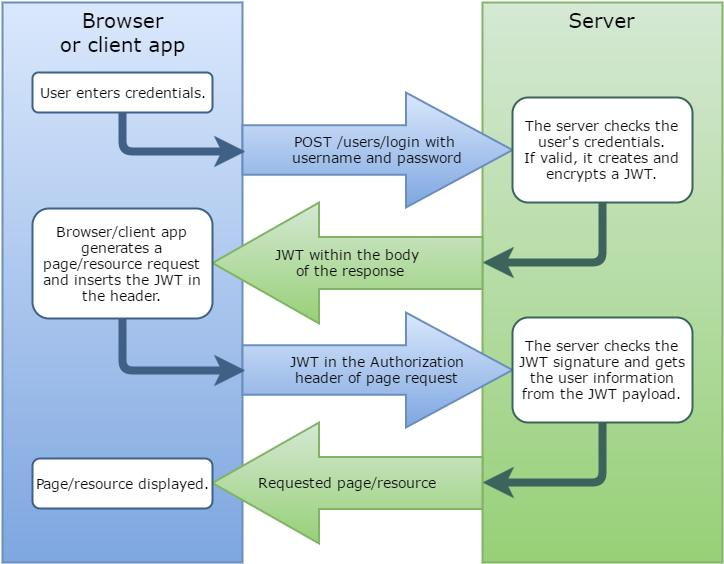 Browser
or client app
Server
User enters credentials.
POST /users/login with
username and password
The server checks the
user's credentials.
If valid, it creates and
encrypts a JWT.
JWT within the body
of the response
Browser/client app
generates a
page/resource request
and inserts the JWT in
the header.
JWT in the Authorization
header of page request
The server checks the
JWT signature and gets
the user information
from the JWT payload.
Requested page/resource
Page/resource displayed.